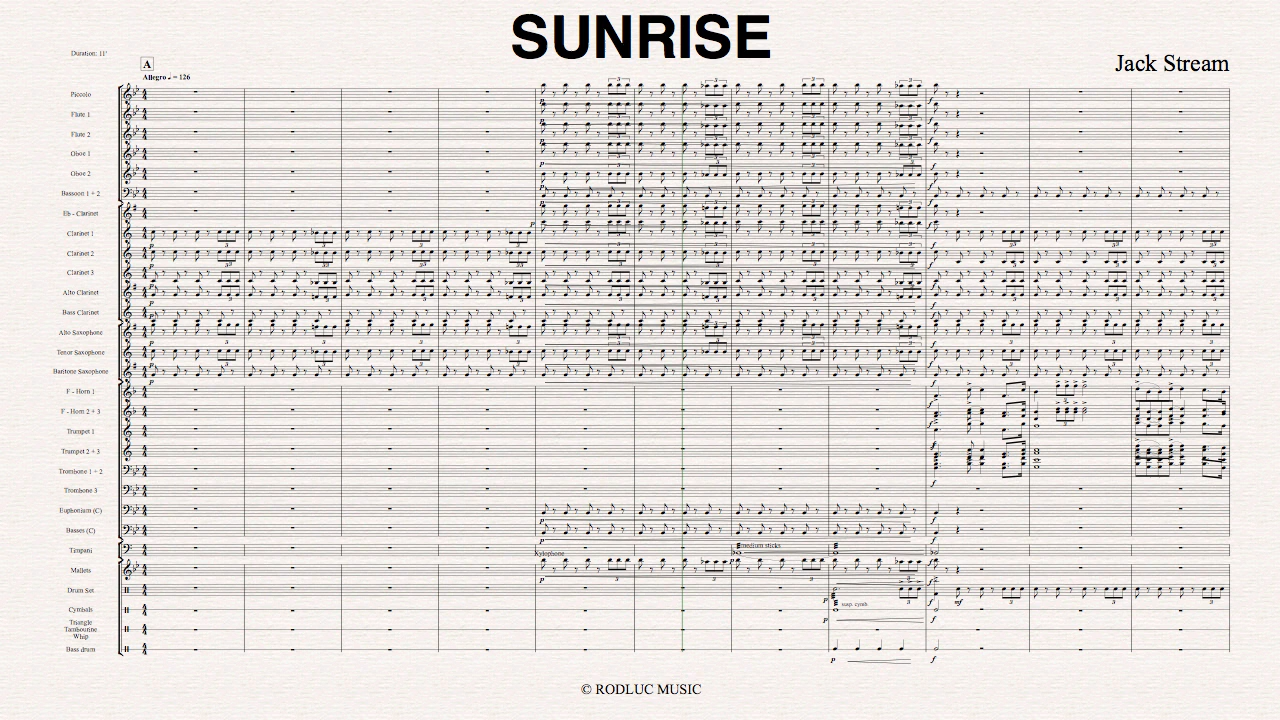 SUNRISE
Duration: 11'
Jack Stream
A
Allegro ♩ = 126
Piccolo
Flute 1
Flute 2
Oboe 1
Oboe 2
Bassoon 1 + 2
Eb - Clarinet
Clarinet 1
Clarinet 2
Clarinet 3
Alto Clarinet
Bass Clarinet
Alto Saxophone
Tenor Saxophone
Baritone Saxophone
F - Horn 1
F - Horn 2 + 3
Trumpet 1
Trumpet 2 + 3
Trombone 1 + 2
Trombone 3
Euphonium (C)
Basses (C)
Timpani
medium sticks
Xylophone
Mallets
Drum Set
Cymbals
susp. cymb
Triangle
Tambourine
Whip
Bass drum
© RODLUC MUSIC